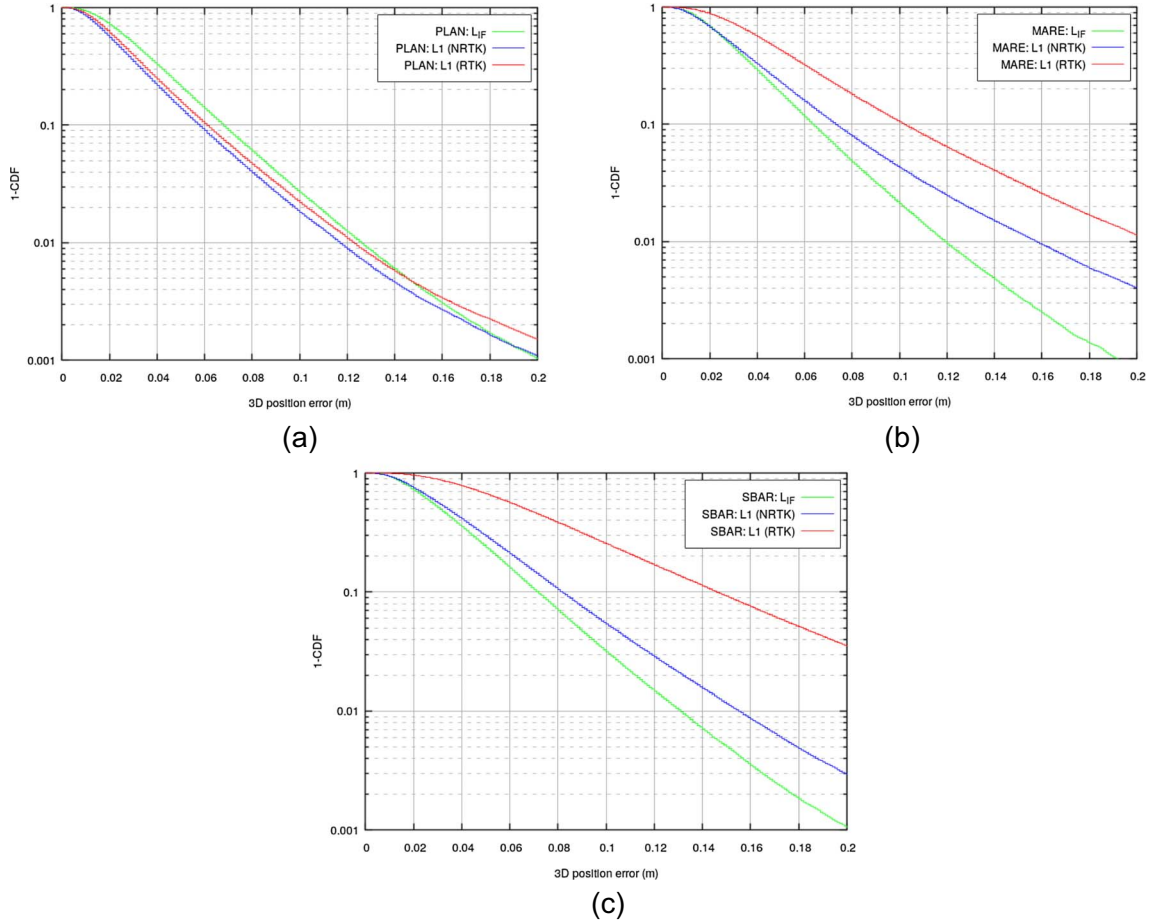 1
0.1
0.01
0.001
1-CDF
PLAN: LIF
PLAN: L1 (NRTK)
PLAN: L1 (RTK)
0 0.02 0.04 0.06 0.08 0.1 0.12 0.14 0.16 0.18 0.2
3D position error (m)
(a)
1
0.1
0.01
0.001
1-CDF
MARE: LIF
MARE: L1 (NRTK)
MARE: L1 (RTK)
0 0.02 0.04 0.06 0.08 0.1 0.12 0.14 0.16 0.18 0.2
3D position error (m)
(b)
1
0.1
0.01
0.001
1-CDF
SBAR: LIF
SBAR: L1 (NRTK)
SBAR: L1 (RTK)
0 0.02 0.04 0.06 0.08 0.1 0.12 0.14 0.16 0.18 0.2
3D position error (m)
(c)